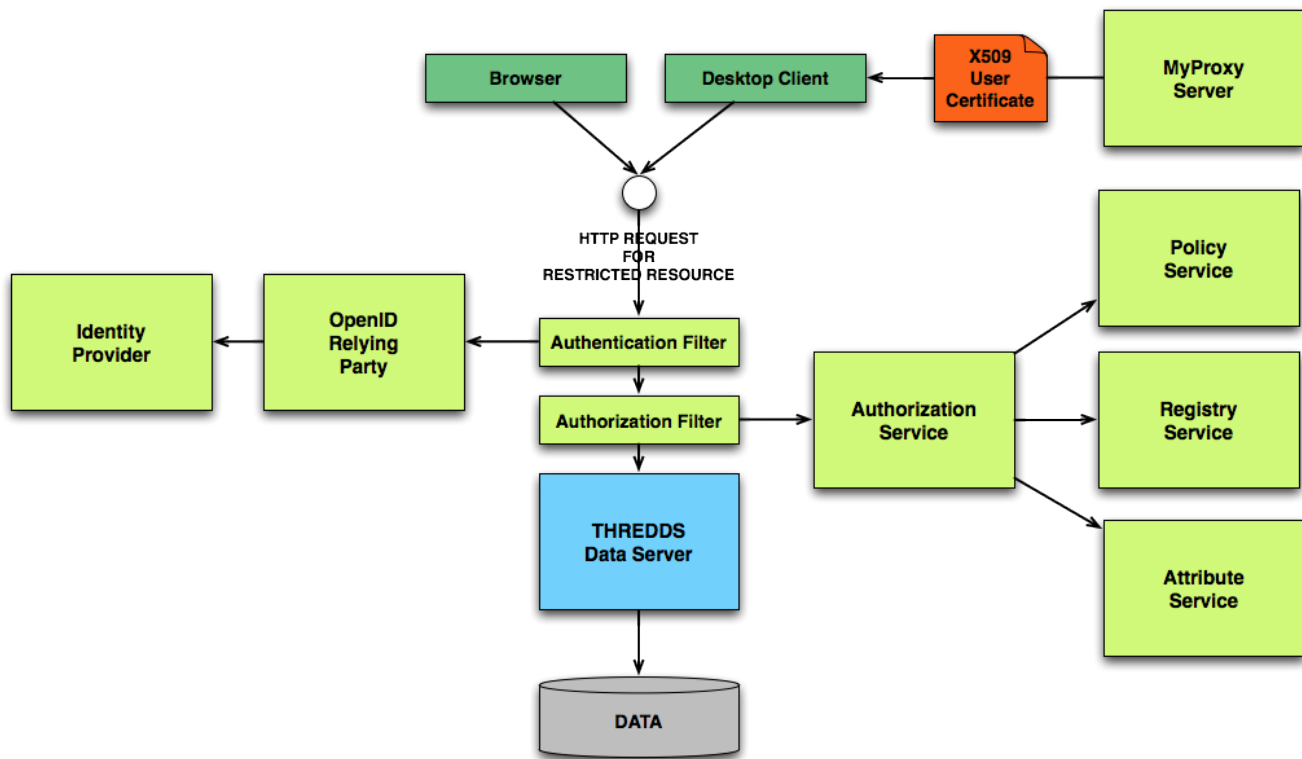 Browser
Desktop Client
X509
User
Certificate
MyProxy
Server
HTTP REQUEST
FOR
RESTRICTED RESOURCE
Policy
Service
Identity
Provider
OpenID
Relying
Party
Authentication Filter
Authorization Filter
Authorization
Service
Registry
Service
THREDDS
Data Server
Attribute
Service
DATA